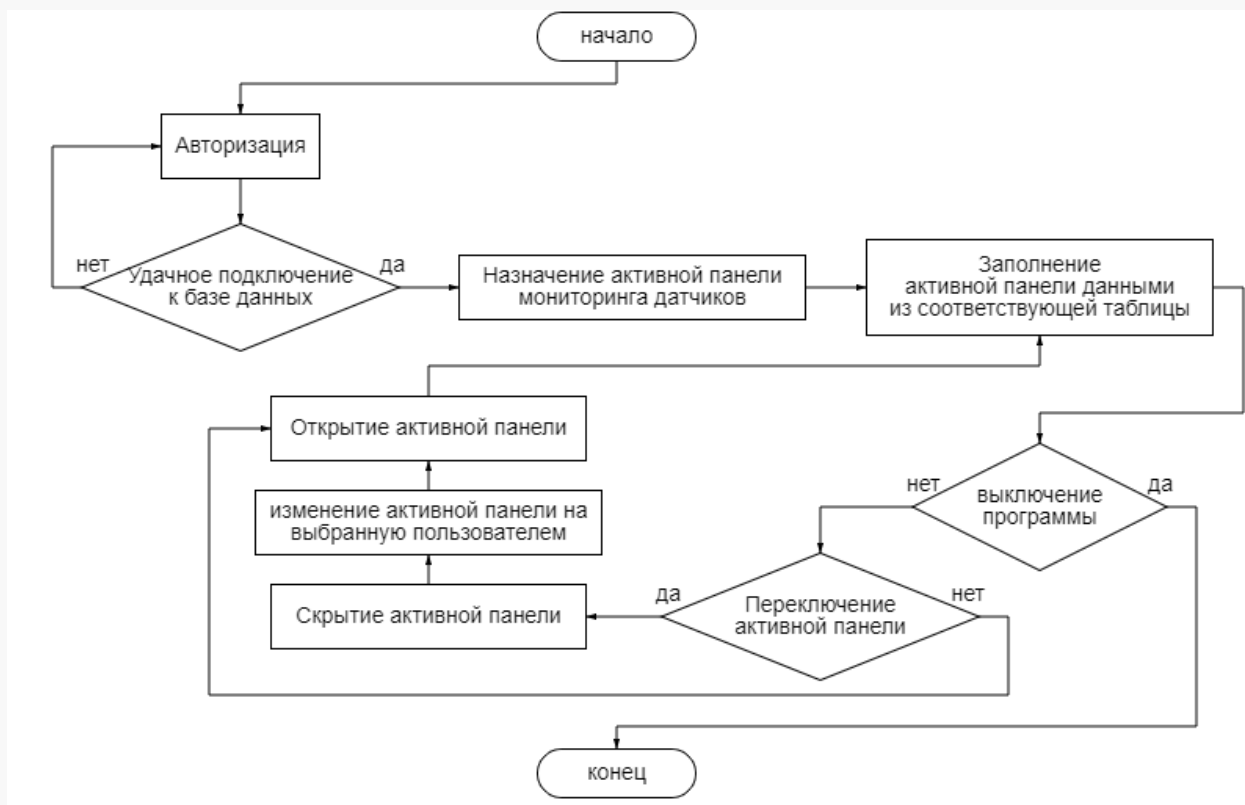 начало
Авторизация
нет
Удачное подключение
к базе данных
да
Назначение активной панели
мониторинга датчиков
Заполнение
активной панели данными
из соответствующей таблицы
Открытие активной панели
нет
выключение
программы
да
изменение активной панели на
выбранную пользователем
Скрытие активной панели
да
Переключение
активной панели
нет
конец